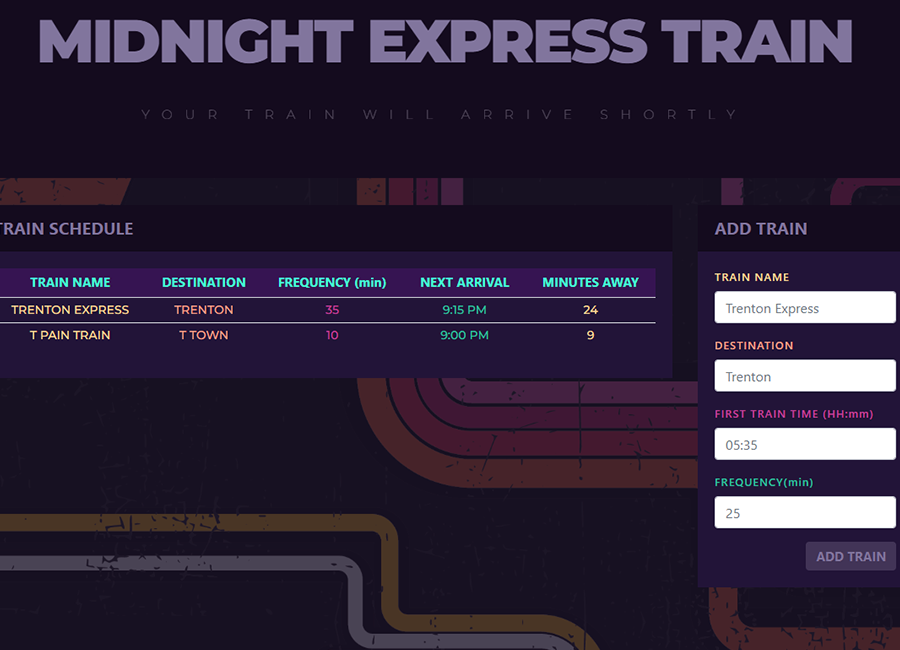 MIDNIGHT EXPRESS TRAIN
YOUR TRAIN WILL ARRIVE SHORTLY
TRAIN SCHEDULE
TRAIN NAME DESTINATION FREQUENCY (min) NEXT ARRIVAL MINUTES AWAY
TRENTON EXPRESS TRENTON 35 9:15 PM 24
T PAIN TRAIN T TOWN 10 9:00 PM 9
ADD TRAIN
TRAIN NAME
Trenton Express
DESTINATION
Trenton
FIRST TRAIN TIME (HH:mm)
05:35
FREQUENCY(min)
25
ADD TRAIN